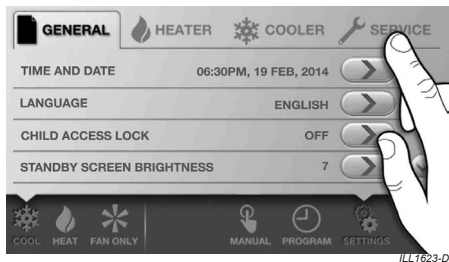 GENERAL HEATER COOLER SERVICE
TIME AND DATE 06:30PM, 19 FEB, 2014
LANGUAGE ENGLISH
CHILD ACCESS LOCK OFF
STANDBY SCREEN BRIGHTNESS 7
COOL HEAT FAN ONLY MANUAL PROGRAM SETTINGS
ILL1623-D